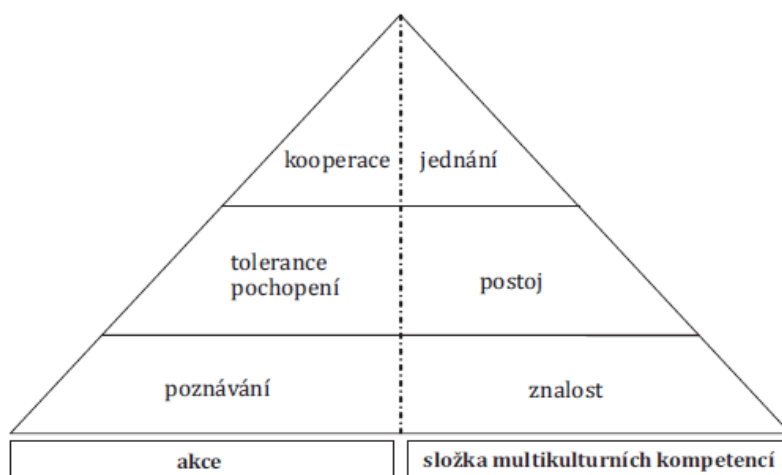 kooperace jednání
tolerance
pochopení
postoj
poznávání znalost
akce složka multikulturních kompetencí